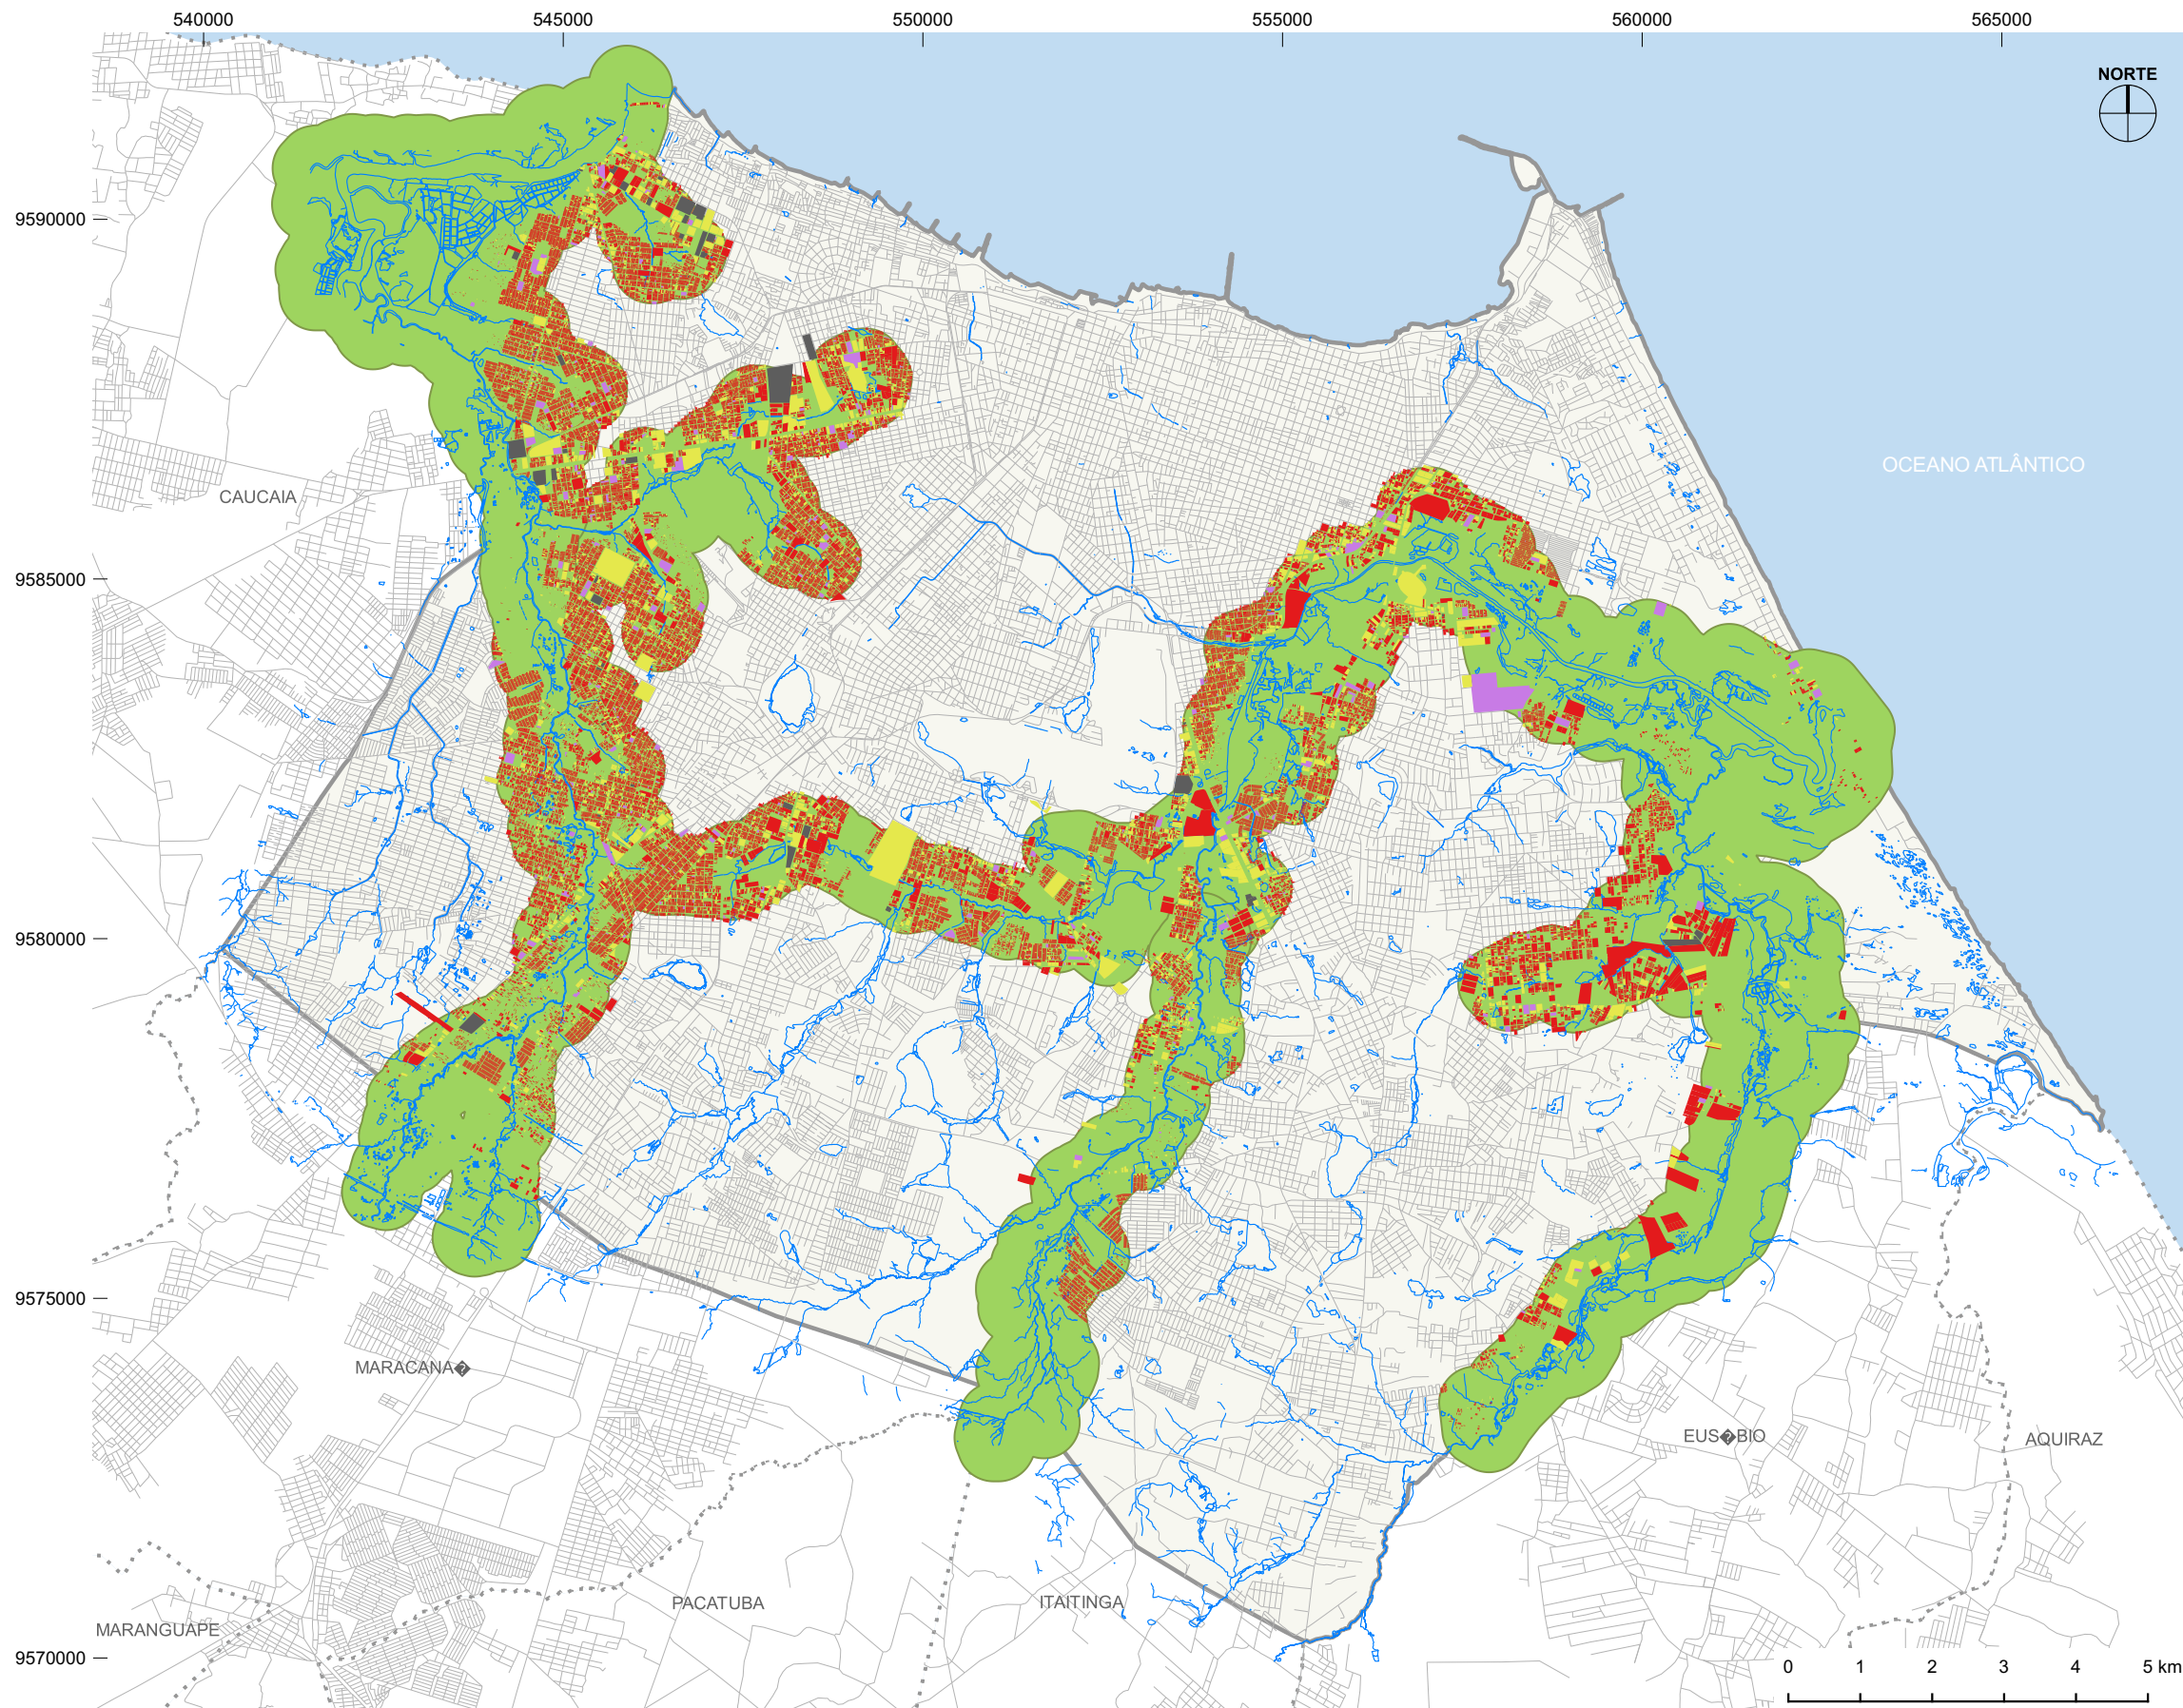 540000 545000 550000 555000 560000 565000
NORTE
9590000
OCEANO ATLÂNTICO
CAUCAIA
9585000
9580000
9575000
MARACANA�
EUS�BIO
AQUIRAZ
PACATUBA
ITAITINGA
MARANGUAPE
9570000
0 1 2 3 4 5 km